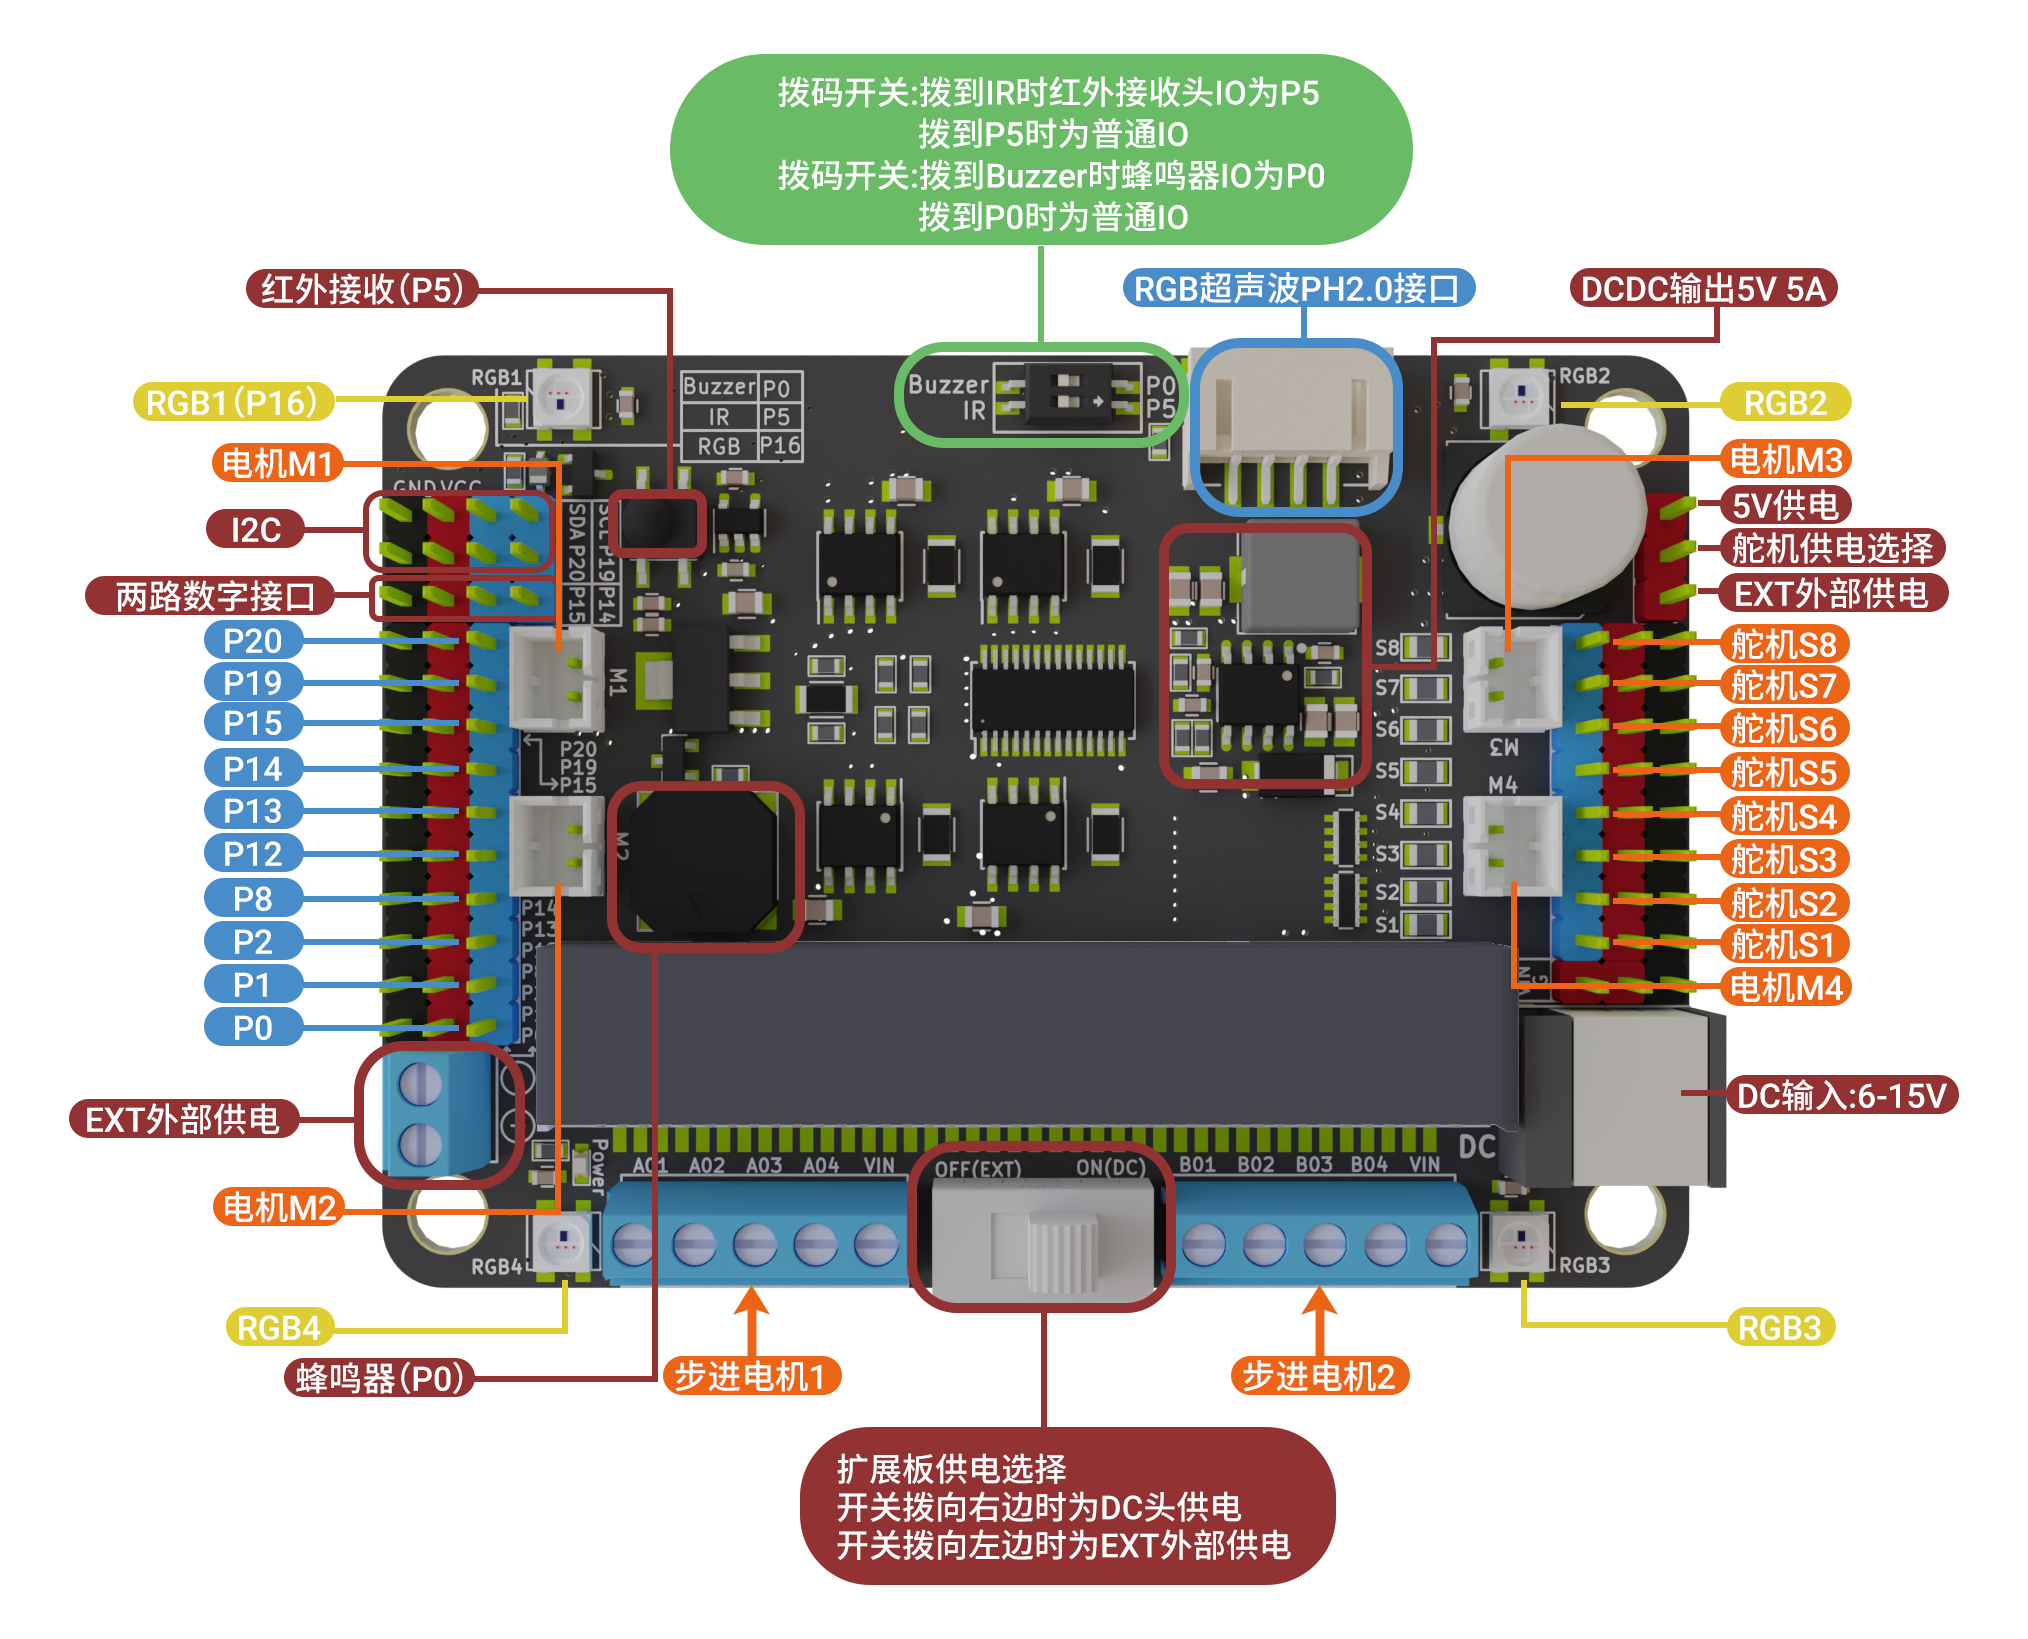 拨码开关:拨到IR时红外接收头IO为P5
拨到P5时为普通IO
拨码开关:拨到Buzzer时蜂鸣器IO为P0
拨到P0时为普通IO
红外接收(P5)
RGB超声波PH2.0接口
DCDC输出5V 5A
RGB1(P16)
电机M1
I2C
两路数字接口
P20
P19
P15
P14
P13
P12
P8
P2
P1
P0
EXT外部供电
电机M2
RGB4
蜂鸣器(P0)
RGB2
电机M3
5V供电
舵机供电选择
EXT外部供电
舵机S8
舵机S7
舵机S6
舵机S5
舵机S4
舵机S3
舵机S2
舵机S1
电机M4
DC输入:6-15V
RGB3
步进电机1
步进电机2
扩展板供电选择
开关拨向右边时为DC头供电
开关拨向左边时为EXT外部供电
RGB1
Buzzer P0
IR P5
RGB P16
Buzzer P0
IR P5
RGB2
GND VCC
SDA P20 P15
SCL P19 P14
M1
P20
P19
P15
M2
P14
P13
S8
S7
S6
S5
S4
S3
S2
S1
M3
M4
Power
A01 A02 A03 A04 VIN
OFF(EXT) ON(DC)
B01 B02 B03 B04 VIN
DC
RGB4
RGB3